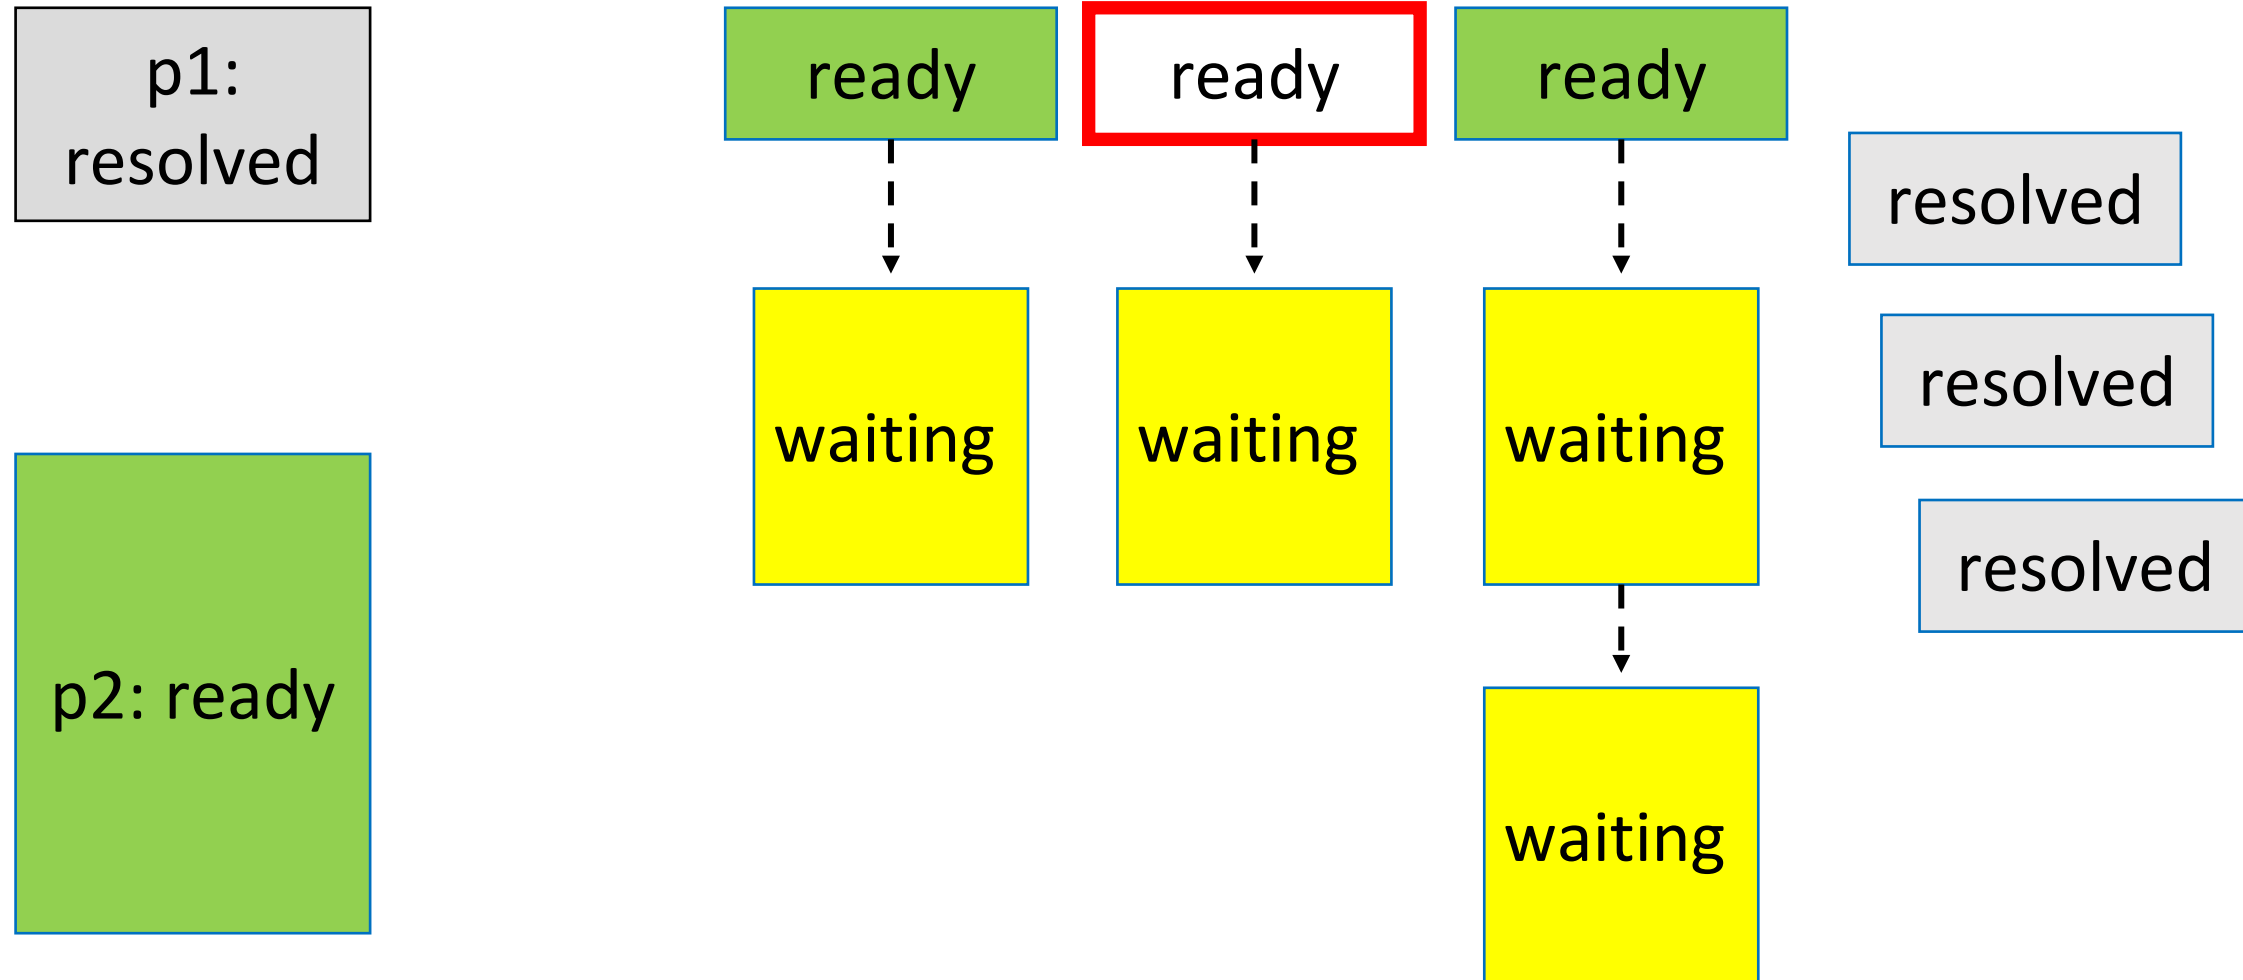 p1:
resolved
p2: ready
ready
ready
ready
waiting
waiting
waiting
waiting
resolved
resolved
resolved